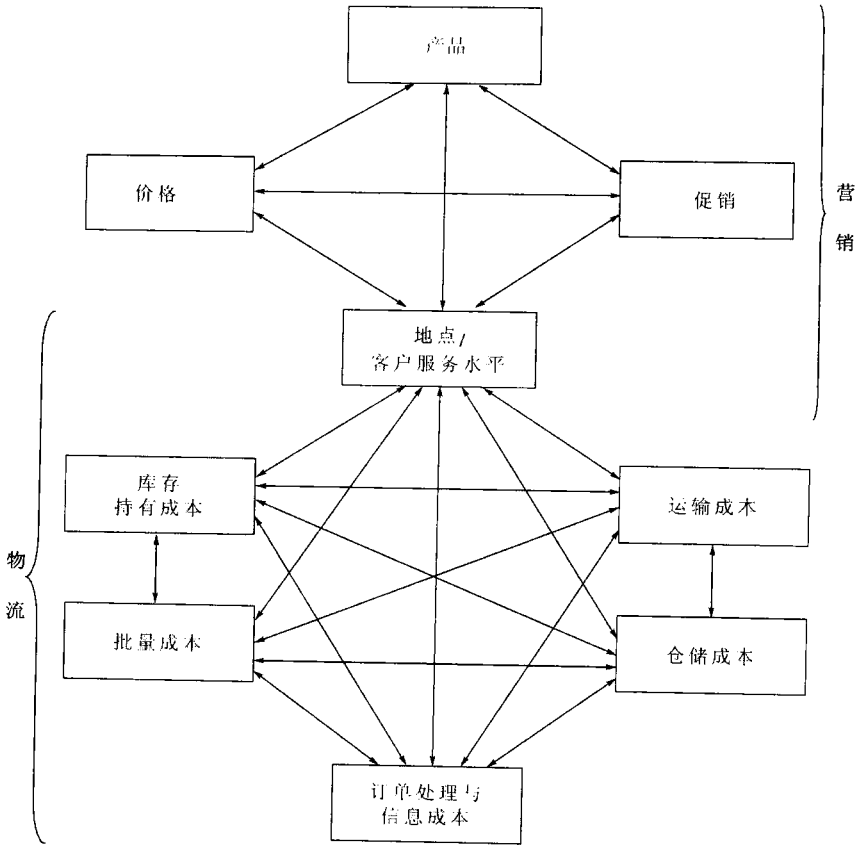 产品
价格
促销
营
销
地点/
客户服务水平
库存
持有成本
运输成本
物
流
批量成本
仓储成本
订单处理与
信息成本